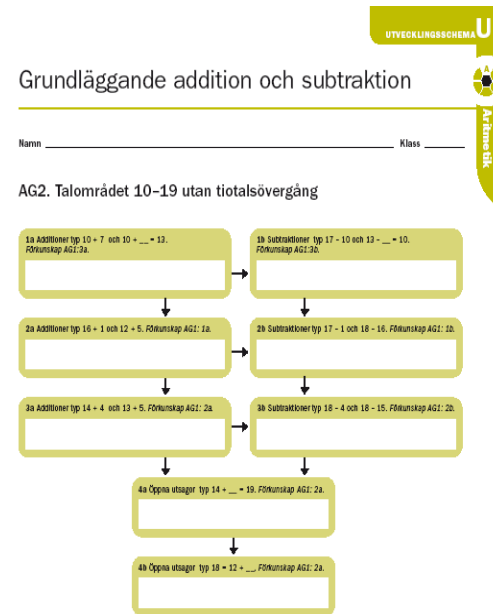 UTVECKLINGSSCHEMA U
Grundläggande addition och subtraktion
A
Aritmetik
Namn
Klass
AG2. Talområdet 10–19 utan tiotalsövergång
1a Additioner typ 10 + 7 och 10 + __ = 13.
Förkunskap AG1:3a.
1b Subtraktioner typ 17 – 10 och 13 – __ = 10.
Förkunskap AG1:3b.
2a Additioner typ 16 + 1 och 12 + 5. Förkunskap AG1: 1a.
2b Subtraktioner typ 17 – 1 och 18 – 16. Förkunskap AG1: 1b.
3a Additioner typ 14 + 4 och 13 + 5. Förkunskap AG1: 2a.
3b Subtraktioner typ 18 – 4 och 18 – 15. Förkunskap AG1: 2b.
4a Öppna utsagor typ 14 + __ = 19. Förkunskap AG1: 2a.
4b Öppna utsagor typ 18 = 12 + __. Förkunskap AG1: 2a.